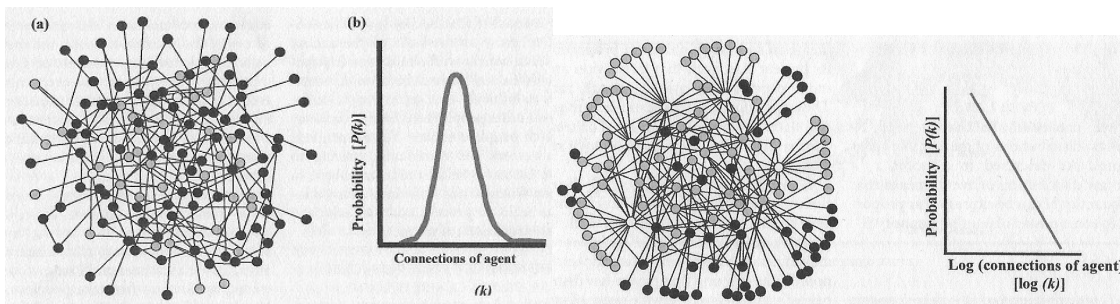 (a)
(b)
Probability [P(k)]
Connections of agent
(k)
Probability [P(k)]
Log (connections of agent)
[log (k)]